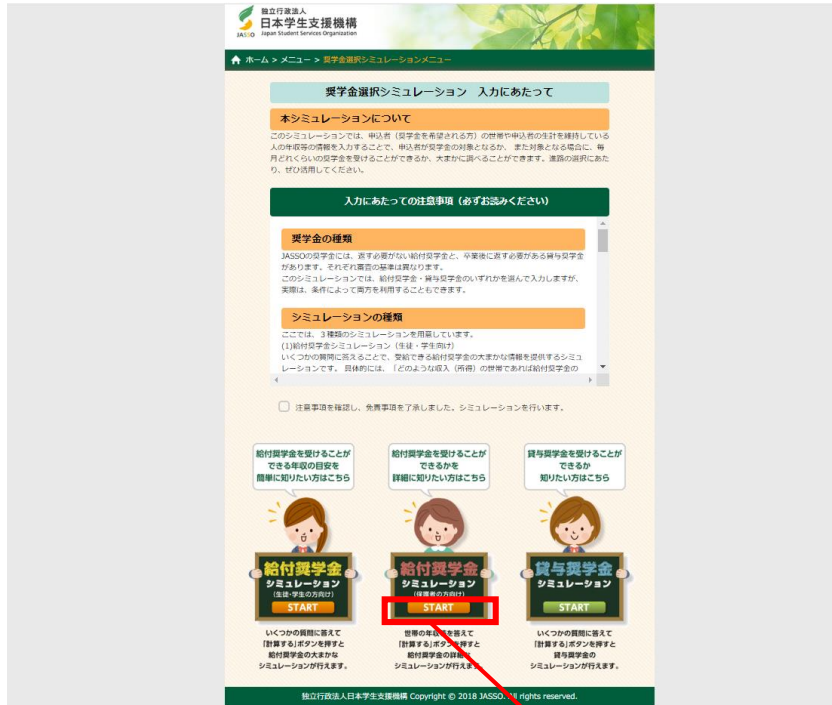 独立行政法人
日本学生支援機構
JASSO Japan Student Services Organization
ホーム > メニュー > 奨学金選択シミュレーションメニュー
奨学金選択シミュレーション 入力にあたって
本シミュレーションについて
このシミュレーションでは、申込者（奨学金を希望される方）の世帯や申込者の生計を維持している
人の年収等の情報を入力することで、申込者が奨学金の対象となるか、また対象となる場合に、毎
月どれくらいの奨学金を受けることができるか、大まかに調べることができます。進路の選択にあた
り、ぜひ活用してください。
入力にあたっての注意事項（必ずお読みください）
奨学金の種類
JASSOの奨学金には、返す必要がない給付奨学金と、卒業後に返す必要がある貸与奨学金
があります。それぞれ審査の基準は異なります。
このシミュレーションでは、給付奨学金・貸与奨学金のいずれかを選んで入力しますが、
実際は、条件によって両方を利用することもできます。
シミュレーションの種類
ここでは、3種類のシミュレーションを用意しています。
(1)給付奨学金シミュレーション（生徒・学生向け）
いくつかの質問に答えることで、受給できる給付奨学金の大まかな情報を提供するシミュ
レーションです。 具体的には、「どのような収入（所得）の世帯であれば給付奨学金の
注意事項を確認し、免責事項を了承しました。シミュレーションを行います。
給付奨学金を受けることが
できる年収の目安を
簡単に知りたい方はこちら
給付奨学金を受けることが
できるかを
詳細に知りたい方はこちら
貸与奨学金を受けることが
できるか
知りたい方はこちら
給付奨学金
シミュレーション
(生徒・学生の方向け)
START
給付奨学金
シミュレーション
(保護者の方向け)
START
貸与奨学金
シミュレーション
START
いくつかの質問に答えて
「計算する」ボタンを押すと
給付奨学金の大まかな
シミュレーションが行えます。
世帯の年収 を答えて
「計算する」ボタンを押すと
給付奨学金の詳細
シミュレーションが行えます
いくつかの質問に答えて
「計算する」ボタンを押すと
貸与奨学金の
シミュレーションが行えます。
独立行政法人日本学生支援機構 Copyright © 2018 JASSO. All rights reserved.